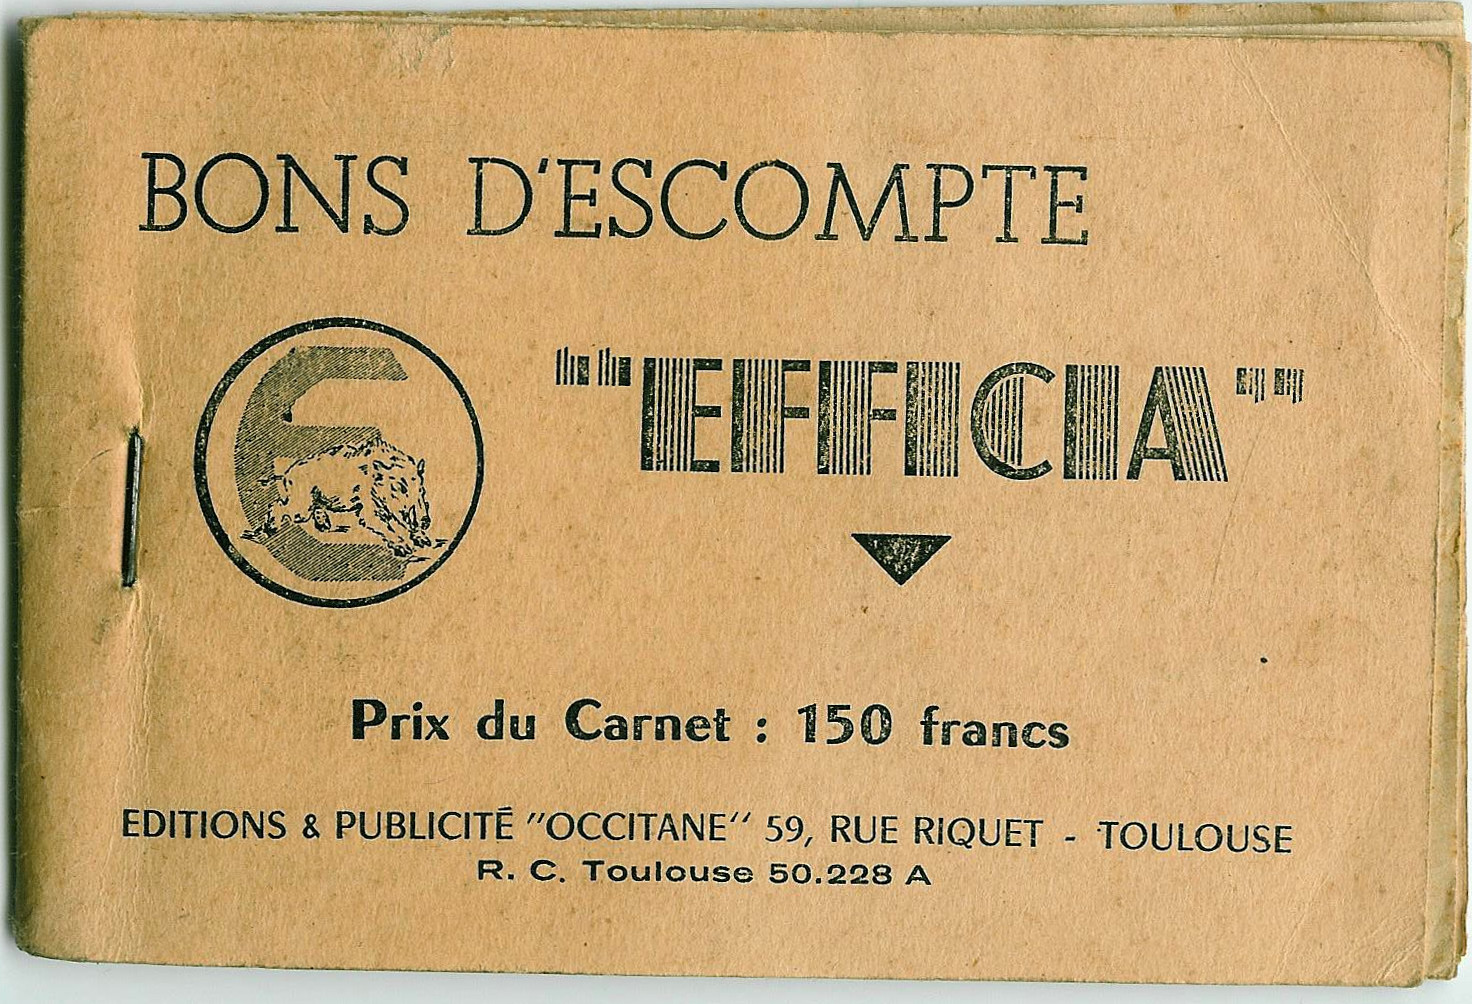 BONS D'ESCOMPTE
E
""EFFICIA""
Prix du Carnet : 150 francs
EDITIONS & PUBLICITÉ "OCCITANE" 59, RUE RIQUET - TOULOUSE
R. C. Toulouse 50.228 A